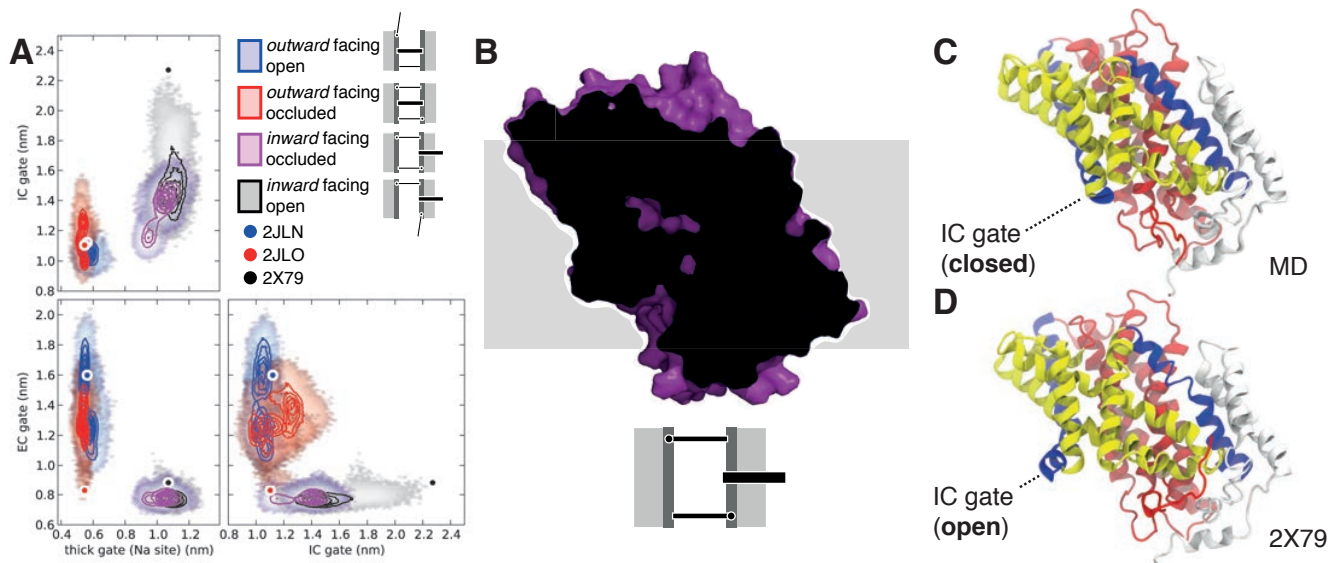 A
IC gate (nm)
2.4
2.2
2.0
1.8
1.6
1.4
1.2
1.0
0.8
outward facing
open
outward facing
occluded
inward facing
occluded
inward facing
open
2JLN
2JLO
2X79
EC gate (nm)
2.0
1.8
1.6
1.4
1.2
1.0
0.8
0.6
0.4 0.6 0.8 1.0 1.2
thick gate (Na site) (nm)
1.0 1.2 1.4 1.6 1.8 2.0 2.2 2.4
IC gate (nm)
B
C
IC gate
(closed)
MD
D
IC gate
(open)
2X79